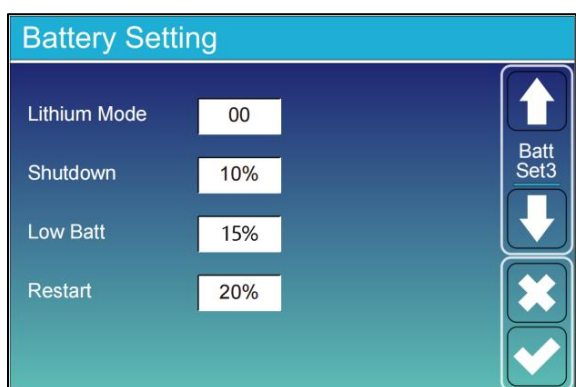 Battery Setting
Lithium Mode 00
Shutdown 10%
Low Batt 15%
Restart 20%
Batt
Set3